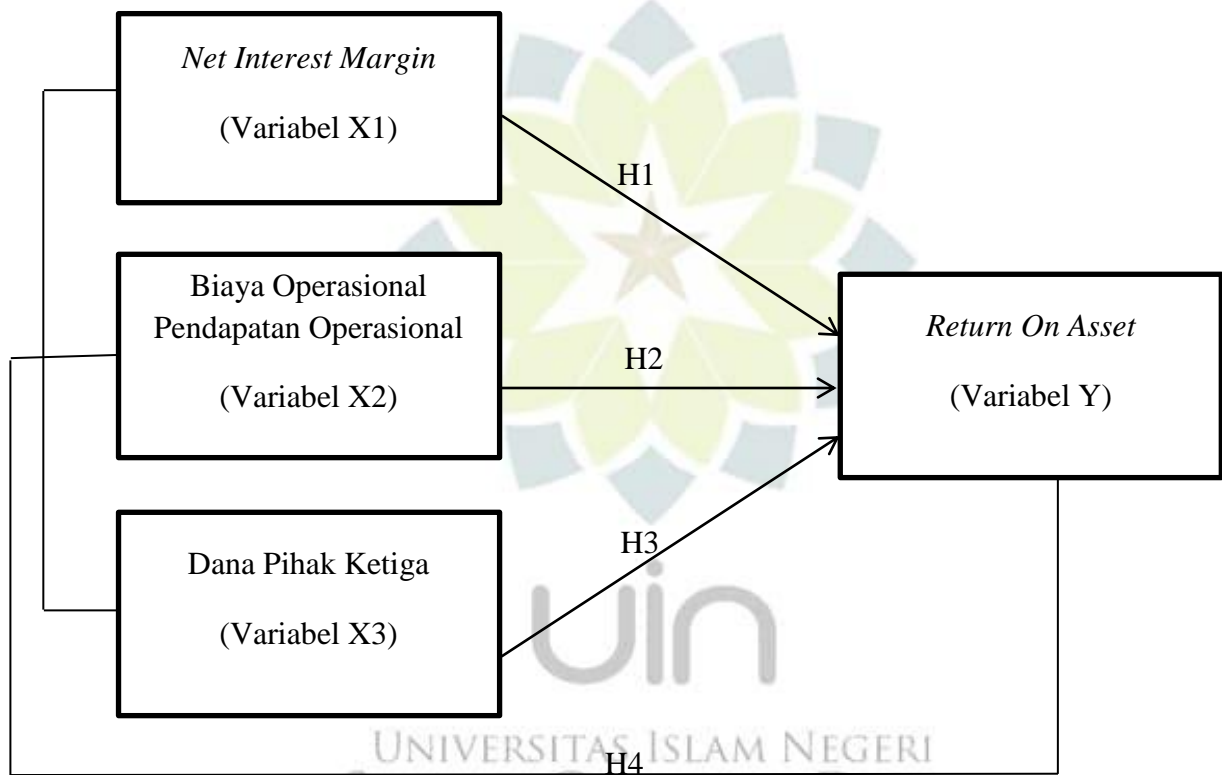 Net Interest Margin
(Variabel X1)
H1
Biaya Operasional
Pendapatan Operasional
(Variabel X2)
H2
Return On Asset
(Variabel Y)
Dana Pihak Ketiga
(Variabel X3)
H3
uin
UNIVERSITAS ISLAM NEGERI
H4